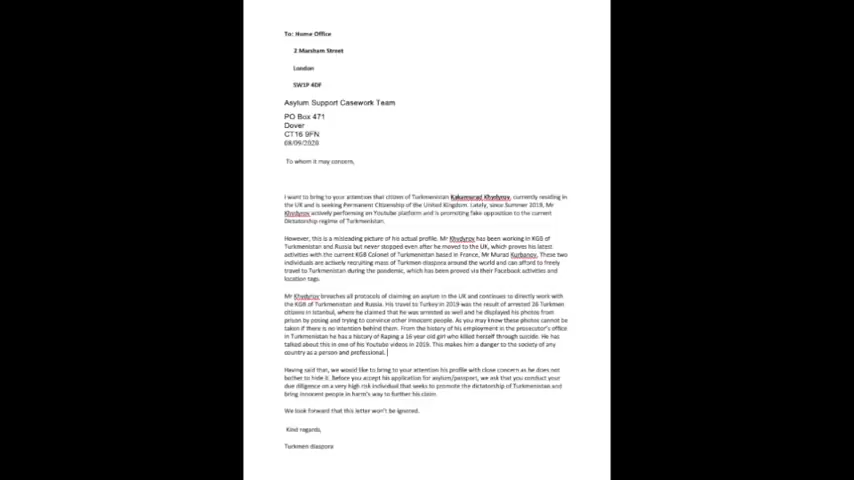 To: Home Office
2 Marsham Street
London
SW1P 4DF
Asylum Support Casework Team
PO Box 471
Dover
CT16 9FN
08/09/2020
To whom it may concern,
I want to bring to your attention that citizen of Turkmenistan Kakamurad Khydyrov, currently residing in
the UK and is seeking Permanent Citizenship of the United Kingdom. Lately, since Summer 2019, Mr
Khydyrov actively performing on Youtube platform and is promoting fake opposition to the current
Dictatorship regime of Turkmenistan.
However, this is a misleading picture of his actual profile. Mr Khydyrov has been working in KGB of
Turkmenistan and Russia but never stopped even after he moved to the UK, which proves his latest
activities with the current KGB Colonel of Turkmenistan based in France, Mr Murad Kurbanov. These two
individuals are actively recruiting mass of Turkmen diaspora around the world and can afford to freely
travel to Turkmenistan during the pandemic, which has been proved via their Facebook activities and
location tags.
Mr Khydyrov breaches all protocols of claiming an asylum in the UK and continues to directly work with
the KGB of Turkmenistan and Russia. His travel to Turkey in 2019 was the result of arrested 26 Turkmen
citizens in Istanbul, where he claimed that he was arrested as well and he displayed his photos from
prison by posing and trying to convince other innocent people. As you may know these photos cannot be
taken if there is no intention behind them. From the history of his employment in the prosecutor's office
in Turkmenistan he has a history of Raping a 16 year old girl who killed herself through suicide. He has
talked about this in one of his Youtube videos in 2019. This makes him a danger to the society of any
country as a person and professional.
Having said that, we would like to bring to your attention his profile with close concern as he does not
bother to hide it ,before you accept his application for asylum/passport, we ask that you conduct your
due diligence on a very high risk individual that seeks to promote the dictatorship of Turkmenistan and
bring innocent people in harm's way to further his claim.
We look forward that this letter won't be ignored.
Kind regards,
Turkmen diaspora